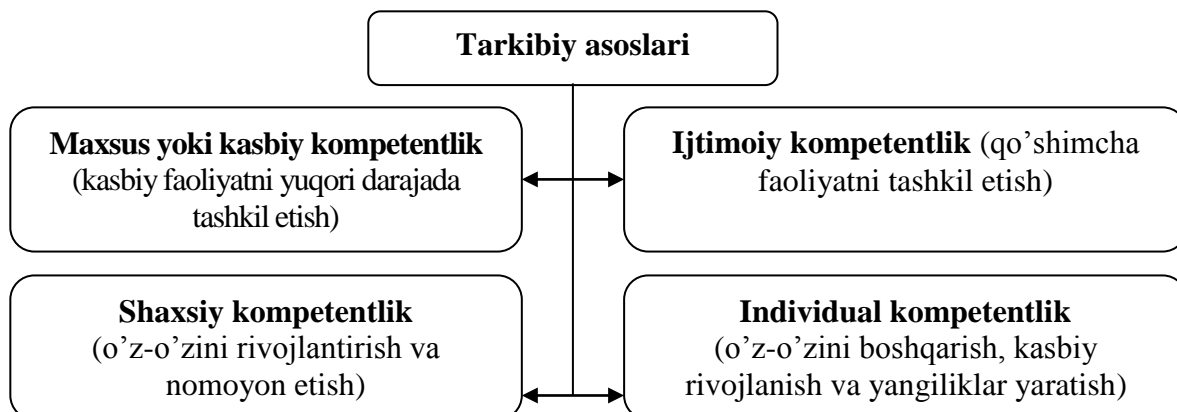 Tarkibiy asoslari
Maxsus yoki kasbiy kompetentlik
(kasbiy faoliyatni yuqori darajada
tashkil etish)
Ijtimoiy kompetentlik (qo’shimcha
faoliyatni tashkil etish)
Shaxsiy kompetentlik
(o’z-o’zini rivojlantirish va
nomoyon etish)
Individual kompetentlik
(o’z-o’zini boshqarish, kasbiy
rivojlanish va yangiliklar yaratish)